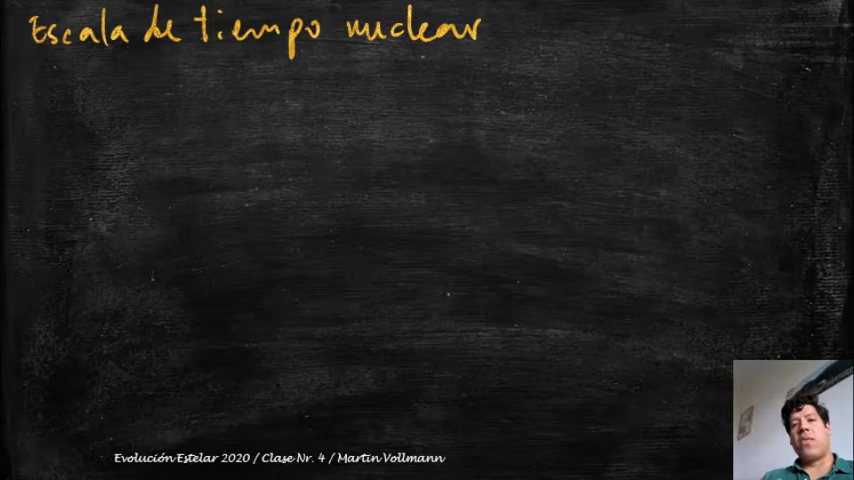 Escala de tiempo nuclear
Evolución Estelar 2020 / Clase Nr. 4 / Martin Vollmann